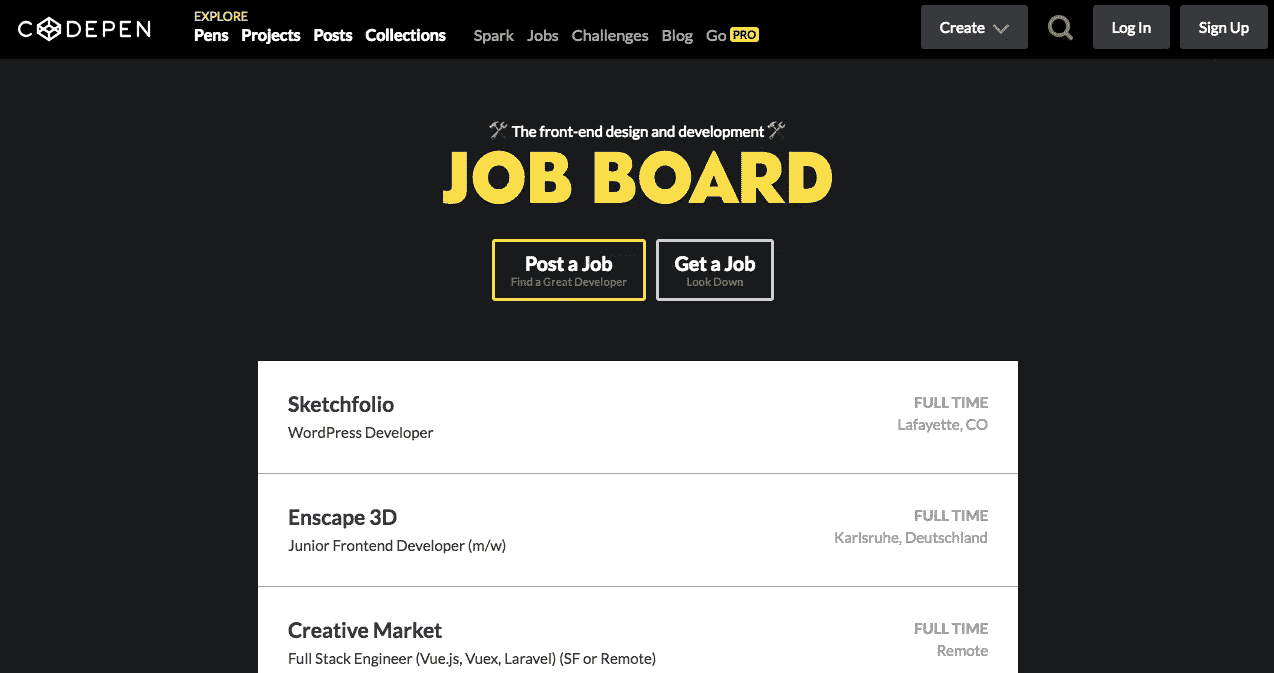 CODEPEN
EXPLORE
Pens Projects Posts Collections Spark Jobs Challenges Blog Go PRO
Create
Log In
Sign Up
The front-end design and development
JOB BOARD
Post a Job
Find a Great Developer
Get a Job
Look Down
Sketchfolio
FULL TIME
WordPress Developer
Lafayette, CO
Enscape 3D
FULL TIME
Junior Frontend Developer (m/w)
Karlsruhe, Deutschland
Creative Market
FULL TIME
Full Stack Engineer (Vue.js, Vuex, Laravel) (SF or Remote)
Remote